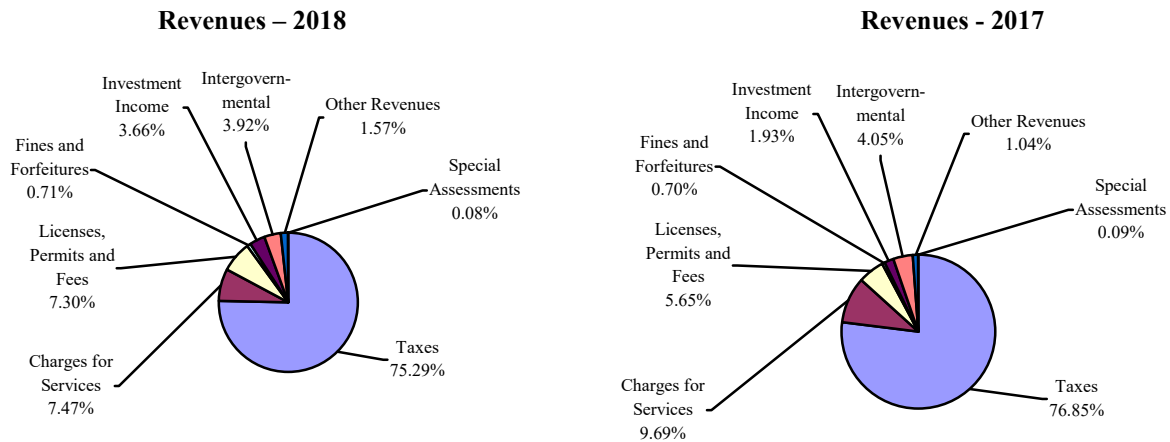 Revenues – 2018
Investment
Income
3.66%
Intergovern-
mental
3.92%
Other Revenues
1.57%
Fines and
Forfeitures
0.71%
Special
Assessments
0.08%
Licenses,
Permits and
Fees
7.30%
Charges for
Services
7.47%
Taxes
75.29%
Revenues - 2017
Investment
Income
1.93%
Intergovern-
mental
4.05%
Other Revenues
1.04%
Fines and
Forfeitures
0.70%
Special
Assessments
0.09%
Licenses,
Permits and
Fees
5.65%
Charges for
Services
9.69%
Taxes
76.85%